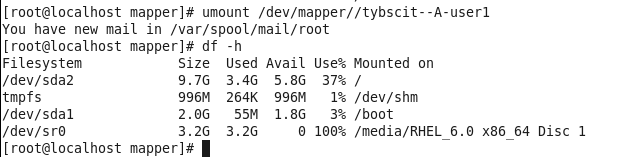 [root@localhost mapper]# umount /dev/mapper//tybscit--A-user1
You have new mail in /var/spool/mail/root
[root@localhost mapper]# df -h
Filesystem            Size  Used Avail Use% Mounted on
/dev/sda2             9.7G  3.4G  5.8G  37% /
tmpfs                 996M  264K  996M   1% /dev/shm
/dev/sda1             2.0G   55M  1.8G   3% /boot
/dev/sr0              3.2G  3.2G     0 100% /media/RHEL_6.0 x86_64 Disc 1
[root@localhost mapper]#